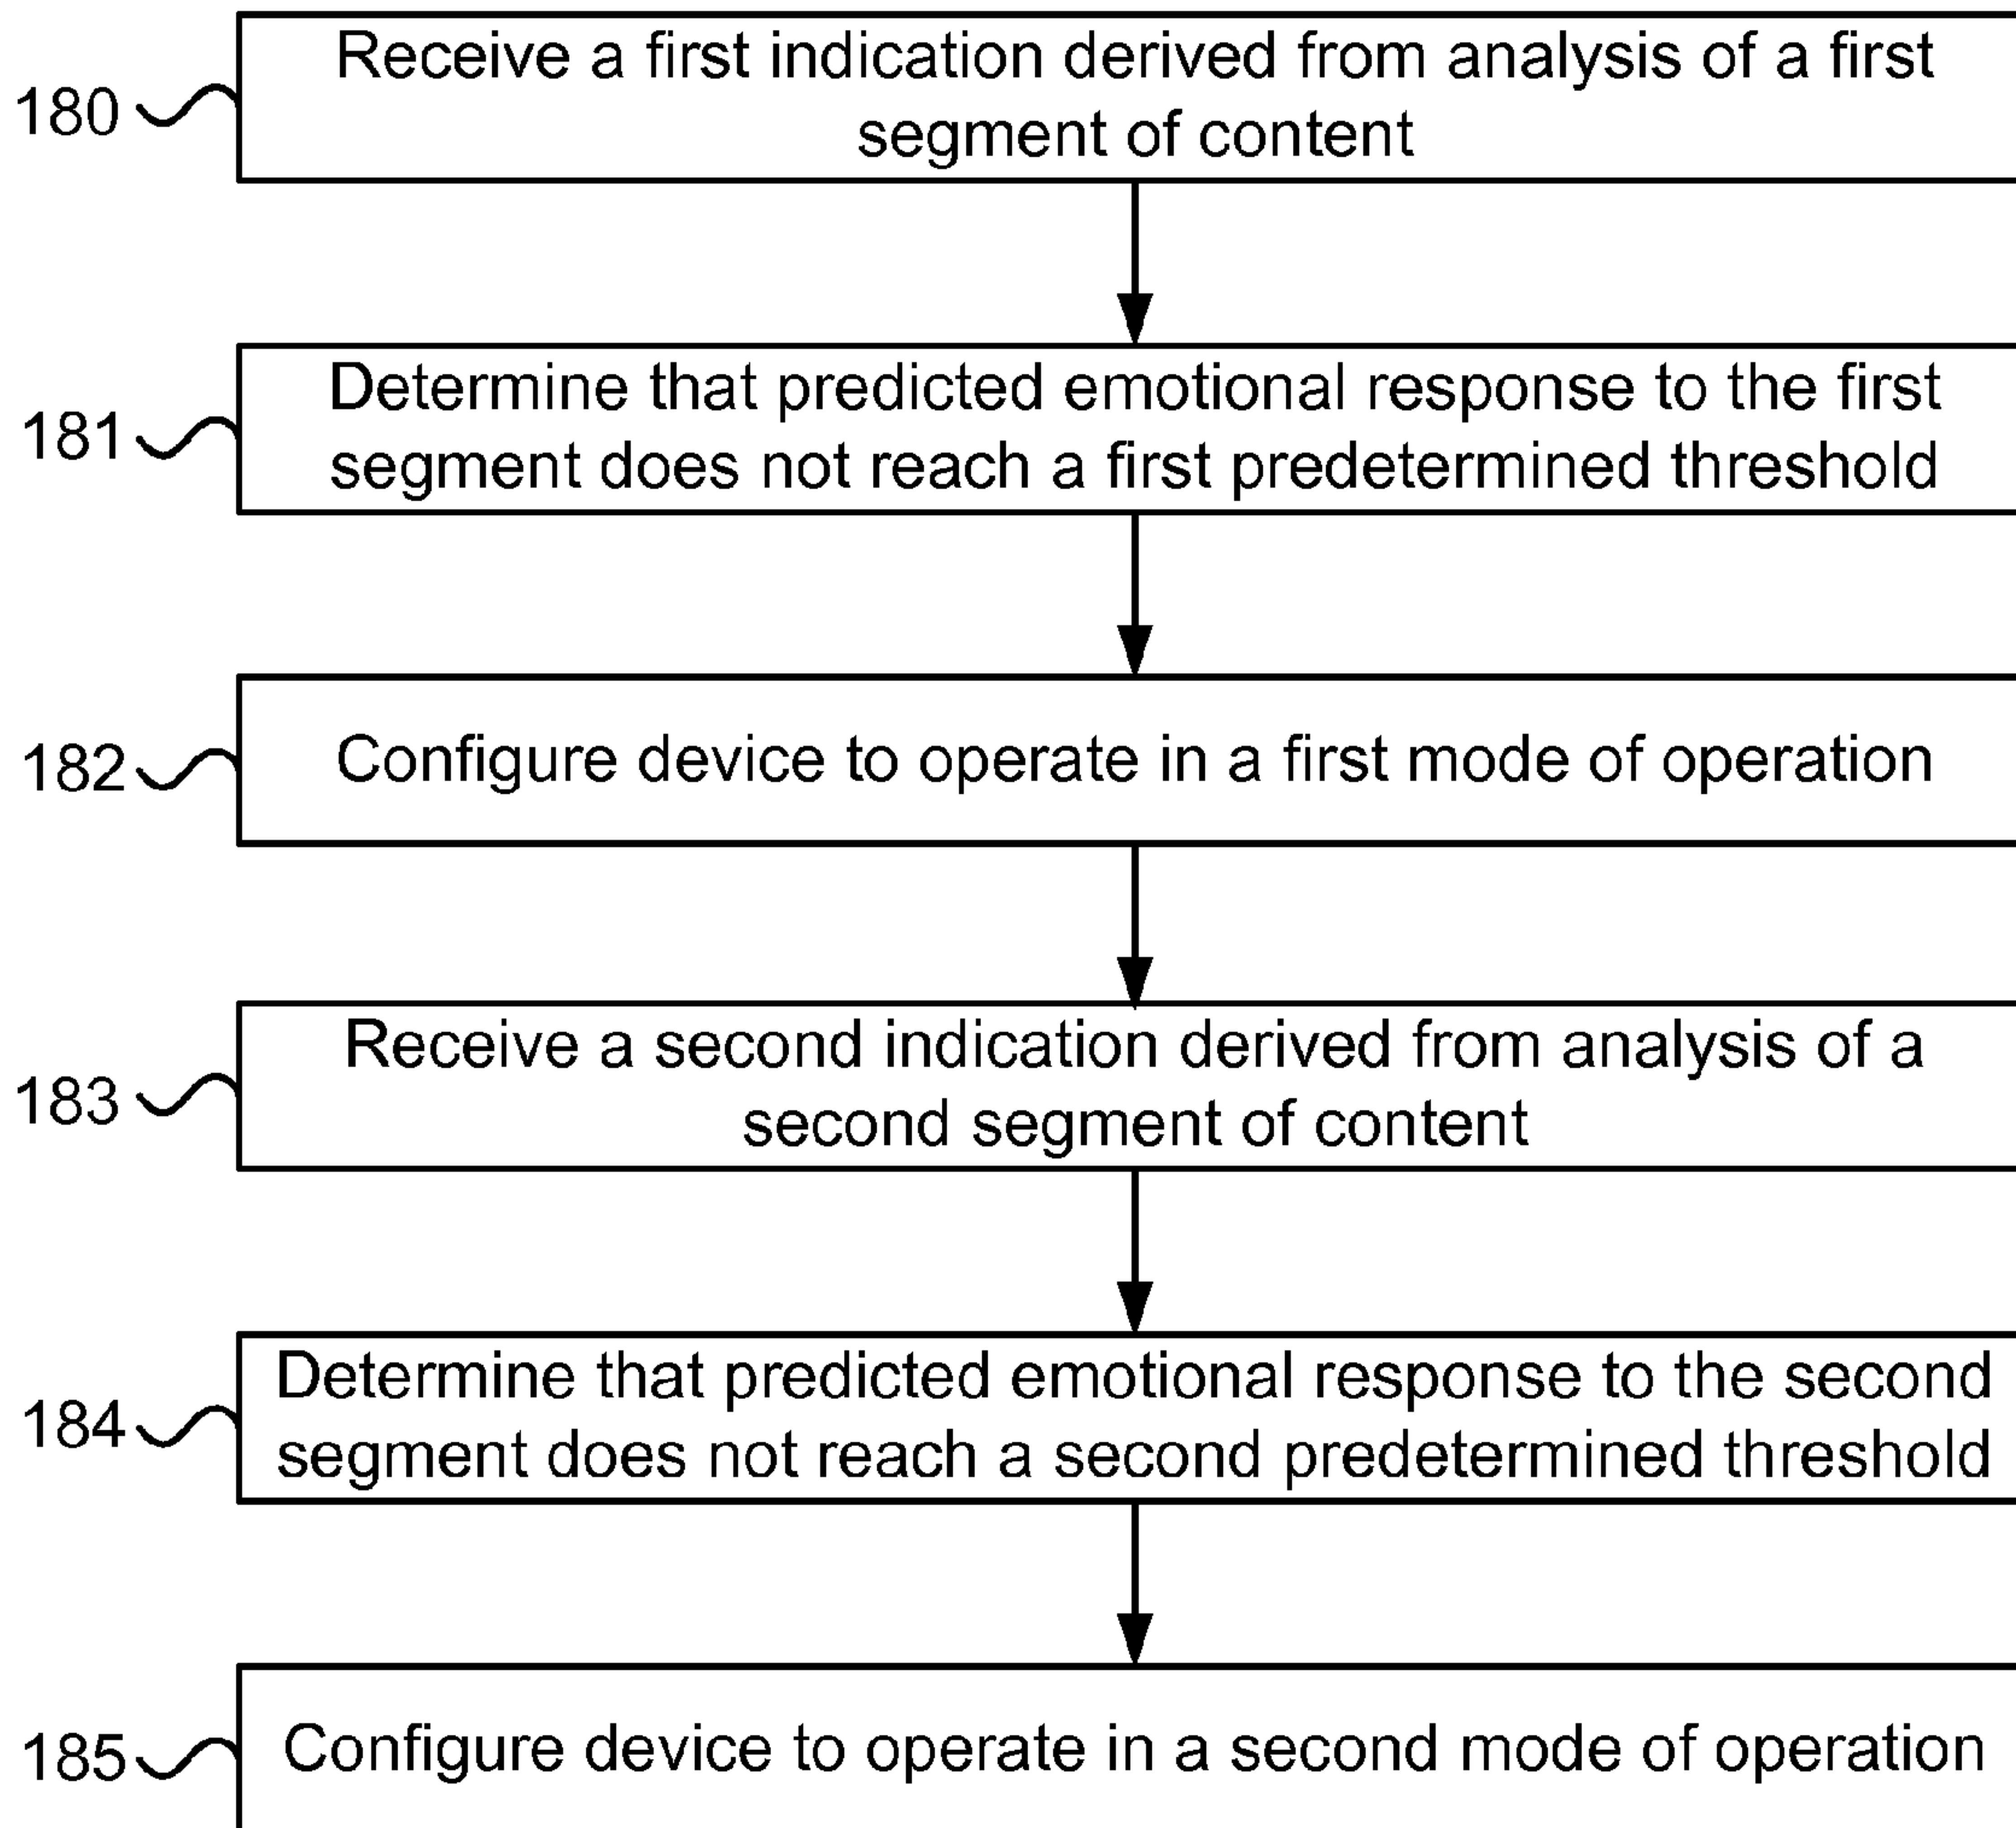 180
Receive a first indication derived from analysis of a first
segment of content
181
Determine that predicted emotional response to the first
segment does not reach a first predetermined threshold
182
Configure device to operate in a first mode of operation
183
Receive a second indication derived from analysis of a
second segment of content
184
Determine that predicted emotional response to the second
segment does not reach a second predetermined threshold
185
Configure device to operate in a second mode of operation